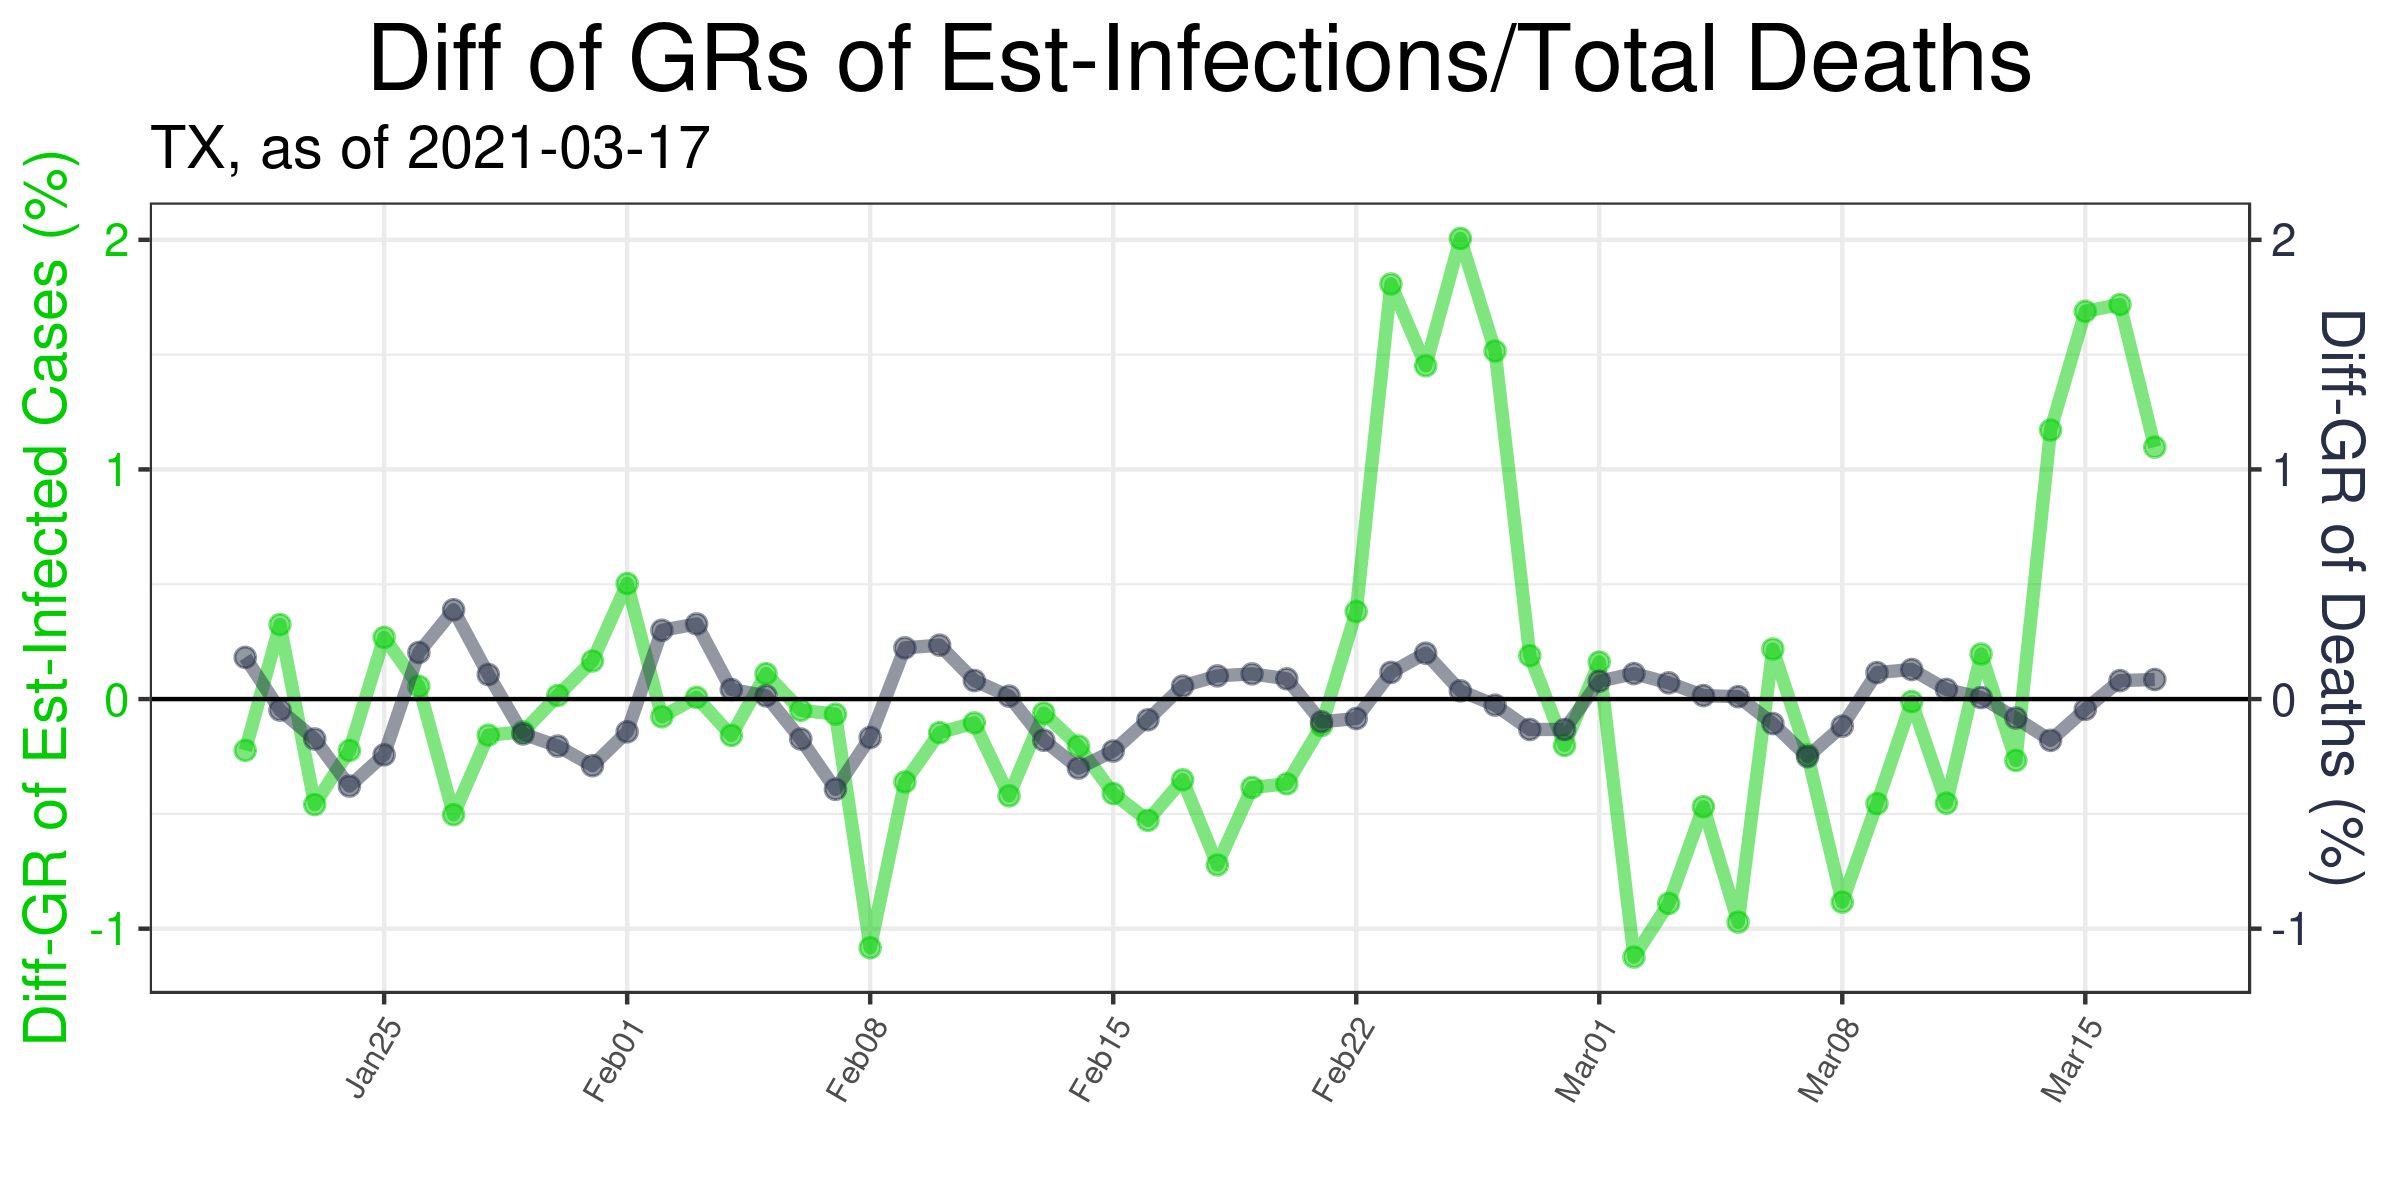 Diff of GRs of Est-Infections/Total Deaths
TX, as of 2021-03-17
Diff-GR of Est-Infected Cases (%)
2
1
0
-1
2
1
0
-1
Diff-GR of Deaths (%)
Jan25
Feb01
Feb08
Feb15
Feb22
Mar01
Mar08
Mar15